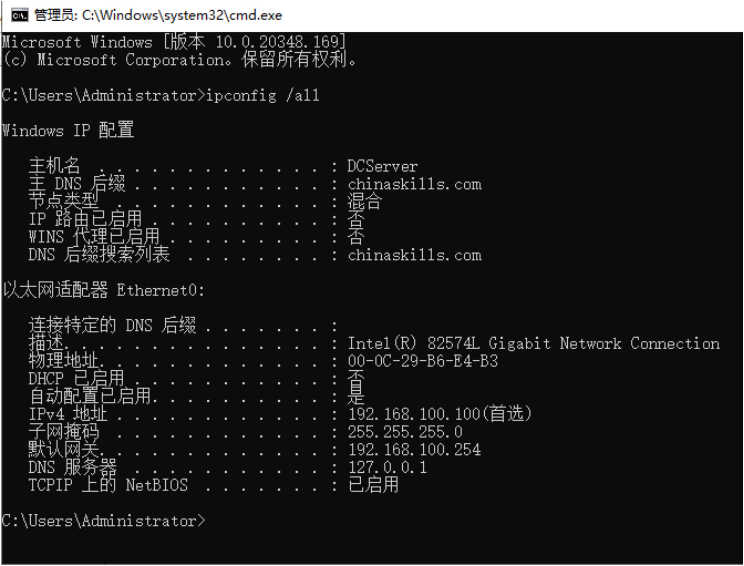 管理员: C:\Windows\system32\cmd.exe
Microsoft Windows [版本 10.0.20348.169]
(c) Microsoft Corporation。保留所有权利。
C:\Users\Administrator>ipconfig /all
Windows IP 配置
主机名 . . . . . . . . . . . . . : DCServer
主 DNS 后缀 . . . . . . . . . . . : chinaskills.com
节点类型 . . . . . . . . . . . . : 混合
IP 路由已启用 . . . . . . . . . . : 否
WINS 代理已启用 . . . . . . . . . : 否
DNS 后缀搜索列表 . . . . . . . . : chinaskills.com
以太网适配器 Ethernet0:
连接特定的 DNS 后缀 . . . . . . . :
描述. . . . . . . . . . . . . . . : Intel(R) 82574L Gigabit Network Connection
物理地址. . . . . . . . . . . . . : 00-0C-29-B6-E4-B3
DHCP 已启用 . . . . . . . . . . . : 否
自动配置已启用. . . . . . . . . . : 是
IPv4 地址 . . . . . . . . . . . . : 192.168.100.100(首选)
子网掩码 . . . . . . . . . . . . : 255.255.255.0
默认网关. . . . . . . . . . . . . : 192.168.100.254
DNS 服务器 . . . . . . . . . . . : 127.0.0.1
TCPIP 上的 NetBIOS . . . . . . . : 已启用
C:\Users\Administrator>